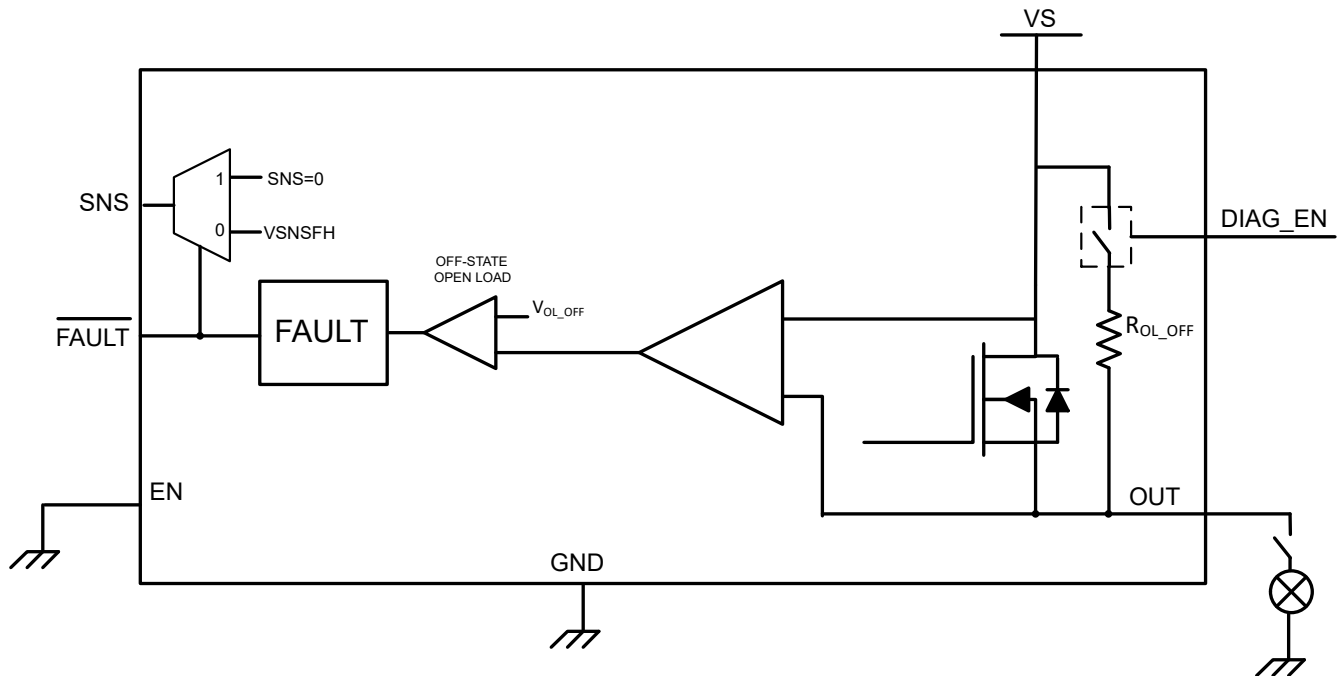 VS
1
SNS=0
SNS
0
VSNSFH
DIAG_EN
OFF-STATE
OPEN LOAD
VOL_OFF
ROL_OFF
FAULT
FAULT
EN
OUT
GND